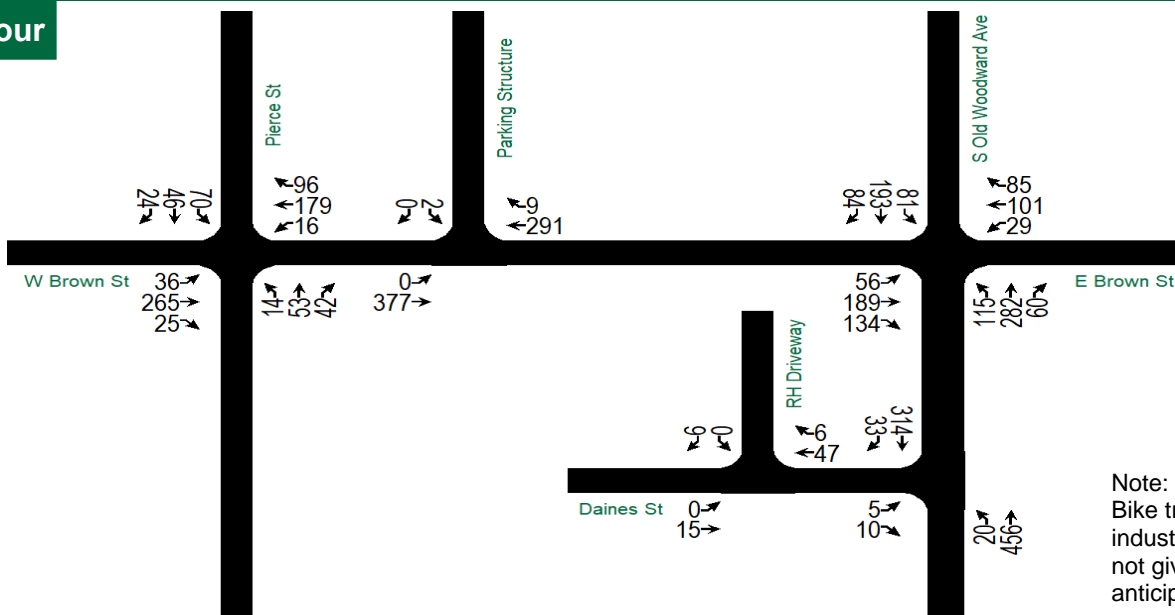 our
Pierce St
Parking Structure
S Old Woodward Ave
24 46 70
96
179
16
0 2
9
291
84 193 81
85
101
29
W Brown St
36
265
25
14 53 42
0
377
56
189
134
115 282 60
E Brown St
RH Driveway
9 0
6
47
33 314
Daines St
0
15
5
10
20 456
Note:
Bike tr
indust
not giv
anticip